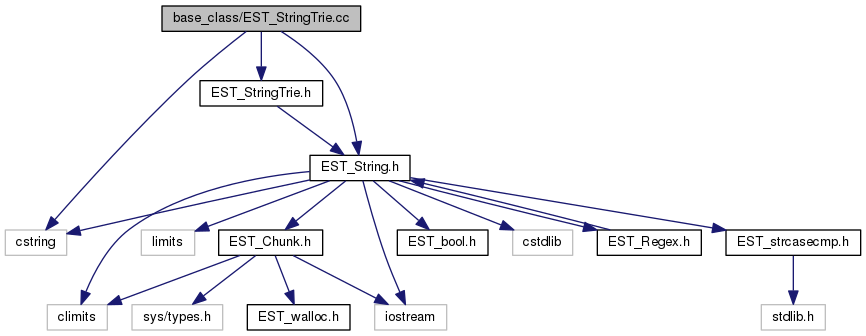 base_class/EST_StringTrie.cc
EST_StringTrie.h
EST_String.h
cstring
limits
EST_Chunk.h
EST_bool.h
cstdlib
EST_Regex.h
EST_strcasecmp.h
climits
sys/types.h
EST_walloc.h
iostream
stdlib.h